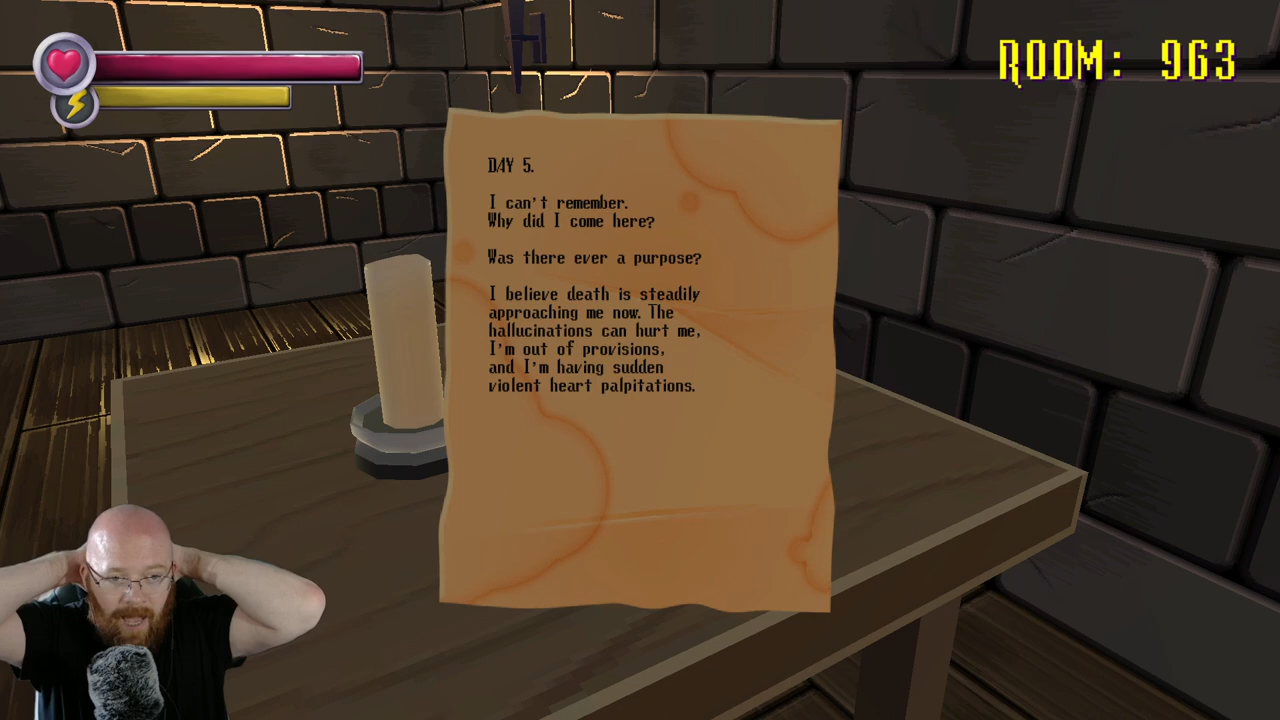 ROOM: 963
DAY 5.
I can't remember.
Why did I come here?
Was there ever a purpose?
I believe death is steadily
approaching me now. The
hallucinations can hurt me,
I'm out of provisions,
and I'm having sudden
violent heart palpitations.